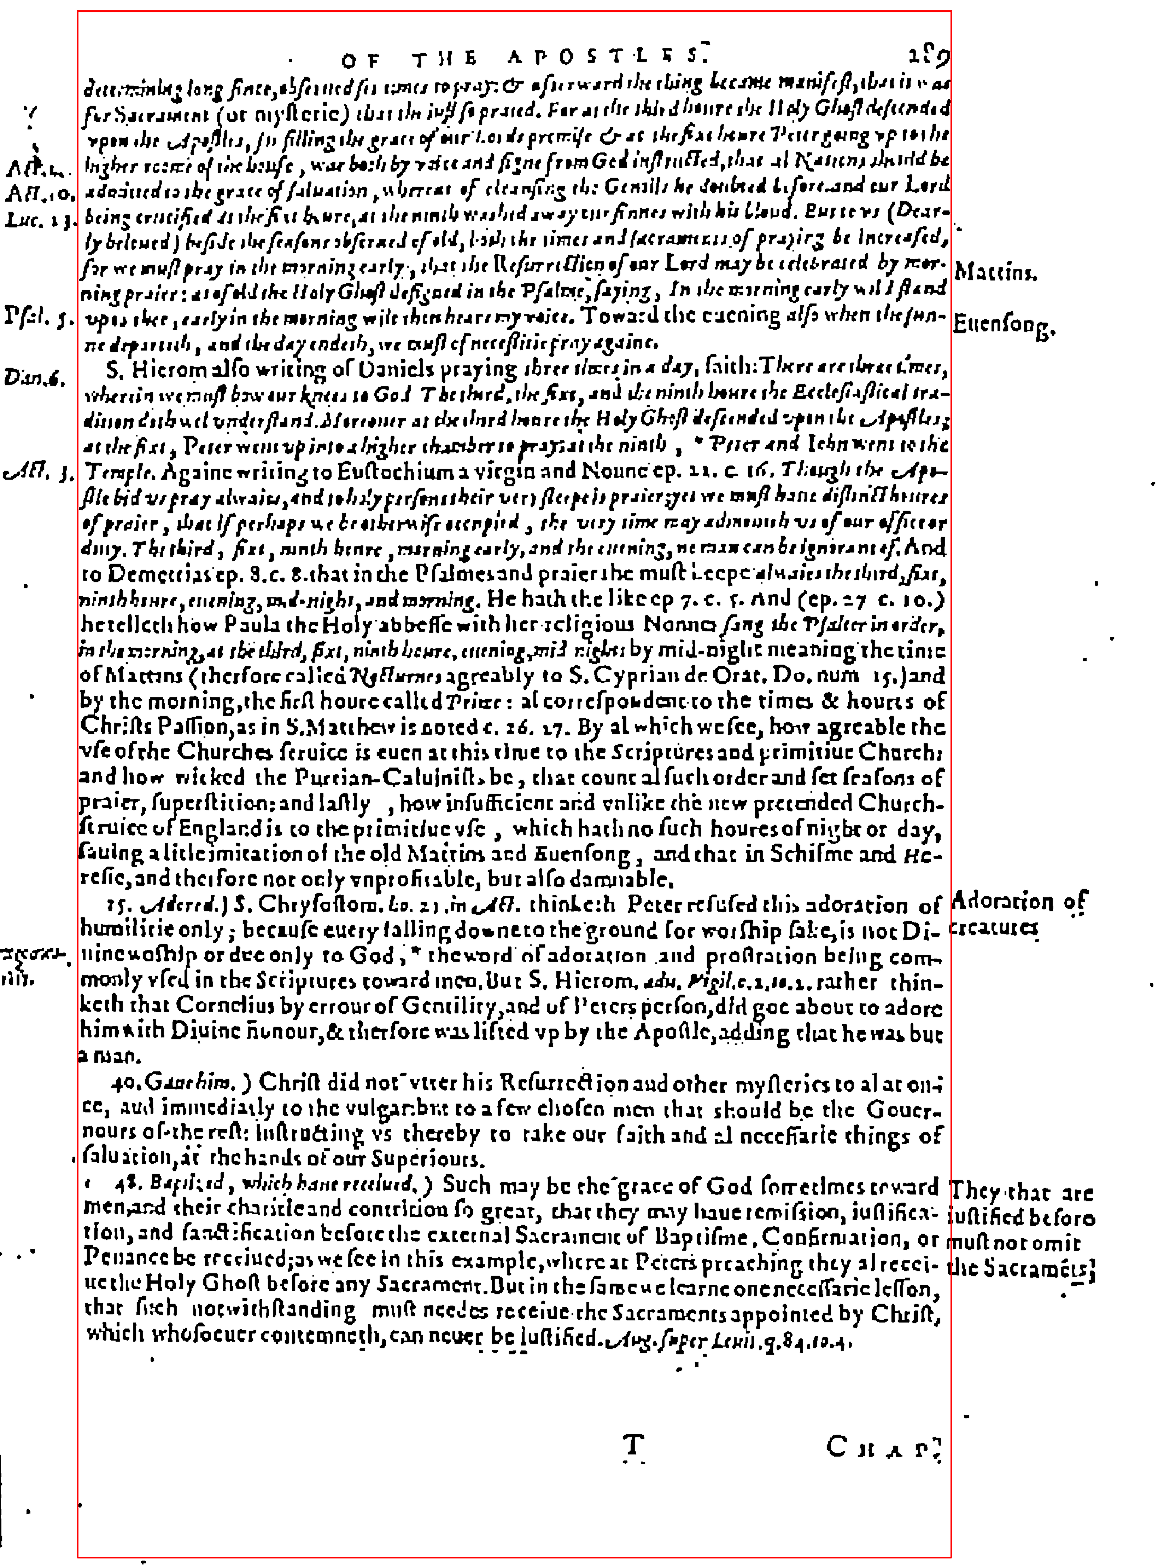 OF THE APOSTLES. 289
determining long since, obserued six times to pray: & afterward the thing became manifest, that it was
for Sacrament (or mysterie) that the iust so praied. For at the third houre the Holy Ghost descended
vpon the Apostles, fulfilling the grace of our Lords promise & at the sixt houre Peter going vp to the
Act. 2. higher roome of the house, was both by voice and signe from God instructed, that al Nations should be
Act. 10. admitted to the grace of saluation, whereas of cleansing the Gentils he doubted before. and our Lord
Luc. 23. being crucified at the sixt houre, at the ninth washed away our sinnes with his bloud. But to vs (Dear-
ly beloued) beside the seasons obserued of old, both the times and sacraments of praying be increased,
for we must pray in the morning early, that the Resurrection of our Lord may be celebrated by mor-
Mattins.
ning praier: as of old the Holy Ghost designed in the Psalme, saying, In the morning early wil I stand
Psal. 5. vpto thee, early in the morning wilt thou heare my voice. Toward the euening also when the sun-
Euensong.
ne departeth, and the day endeth, we must of necessitie pray againe.
Dan. 6. S. Hierom also writing of Daniels praying three times in a day, saith: There are three times,
wherein we must bow our knees to God The third, the sixt, and the ninth houre the Ecclesiastical tra-
dition doth wel vnderstand. Moreouer at the third houre the Holy Ghost descended vpon the Apostles;
at the sixt, Peter went vp into a higher chamber to pray; at the ninth, * Peter and Iohn went to the
Act. 3. Temple. Againe writing to Eustochium a virgin and Nonne ep. 22. c. 16. Though the Apo-
stle bid vs pray alwaies, and to holy persons their very sleepe is praier; yet we must haue distinct houres
of praier, that if perhaps we be otherwise occupied, the very time may admonish vs of our office or
duty. The third, sixt, ninth houre, morning early, and the euening, no man can be ignorant of. And
to Demetrias ep. 8. c. 8. that in the Psalmes and praier she must keepe alwaies the third, sixt,
ninth houre, euening, mid-night, and morning. He hath the like ep 7. c. 5. And (ep. 27 c. 10.)
he telleth how Paula the Holy abbesse with her religious Nonnes sang the Psalter in order,
in the morning, at the third, sixt, ninth houre, euening, mid night; by mid-night meaning the time
of Mattins (therfore called Nocturnes agreably to S. Cyprian de Orat. Do. num 15.) and
by the morning, the first houre called Prime: al correspondent to the times & houres of
Christs Passion, as in S. Matthew is noted c. 26. 27. By al which we see, how agreable the
vse of the Churches seruice is euen at this time to the Scriptures and primitiue Church:
and how wicked the Puritan-Caluinists be, that count al such order and set seasons of
praier, superstition: and lastly, how insufficient and vnlike the new pretended Church-
seruice of England is to the primitiue vse, which hath no such houres of night or day,
sauing a litle imitation of the old Mattins and Euensong, and that in Schisme and He-
resie, and therfore not only vnprofitable, but also damnable.
25. Adored.) S. Chrysostom. ho. 23. in Act. thinketh Peter refused this adoration of
Adoration of
creatures
humilitie only; because euery falling downe to the ground for worship sake, is not Di-
nine woship or due only to God, * the word of adoration and prostration being com-
monly vsed in the Scriptures toward men. But S. Hierom. adu. Vigil. c. 2. to. 2. rather thin-
keth that Cornelius by errour of Gentility, and of Peters person, did goe about to adore
him with Diuine honour, & therfore was lifted vp by the Apostle, adding that he was but
a man.
40. Gaue him.) Christ did not vtter his Resurrection and other mysteries to al at on-
ce, and immediatly to the vulgar: but to a few chosen men that should be the Gouer-
nours of the rest: instructing vs thereby to take our faith and al necessarie things of
saluation, at the hands of our Superiours.
48. Baptized, which haue receiued.) Such may be the grace of God sometimes toward
They that are
iustified before
must not omit
the Sacramẽts.
men, and their charitie and contrition so great, that they may haue remission, iustifica-
tion, and sanctification before the external Sacrament of Baptisme, Confirmation, or
Penance be receiued; as we see in this example, where at Peters preaching they al recei-
ue the Holy Ghost before any Sacrament. But in the same we learne one necessarie lesson,
that such notwithstanding must needes receiue the Sacraments appointed by Christ,
which whosoeuer contemneth, can neuer be iustified. Aug. super Leuit. q. 84. to. 4.
T CHAP.